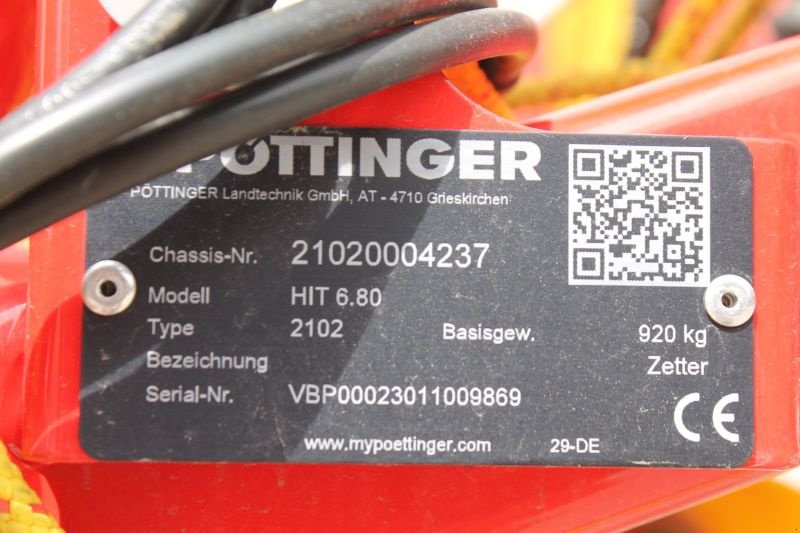 PÖTTINGER
PÖTTINGER Landtechnik GmbH, AT - 4710 Grieskirchen
Chassis-Nr. 21020004237
Modell HIT 6.80
Type 2102 Basisgew. 920 kg
Bezeichnung Zetter
Serial-Nr. VBP00023011009869
CE
www.mypoettinger.com 29-DE